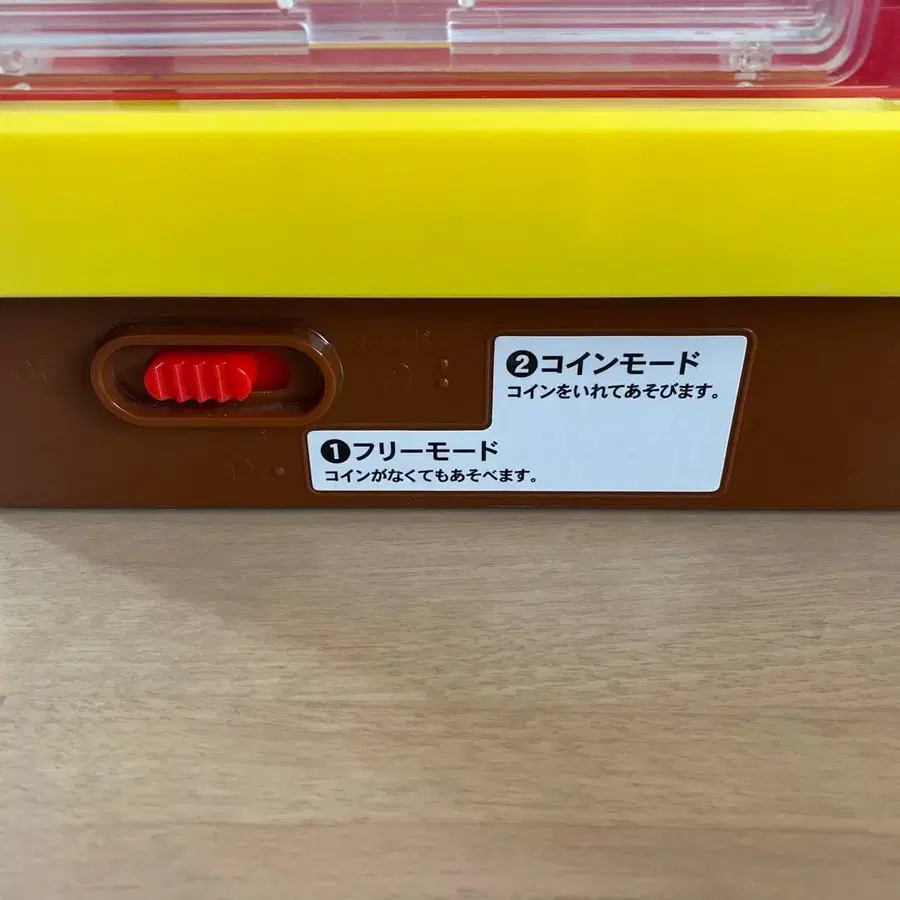 ❷コインモード
コインをいれてあそびます。
❶フリーモード
コインがなくてもあそべます。